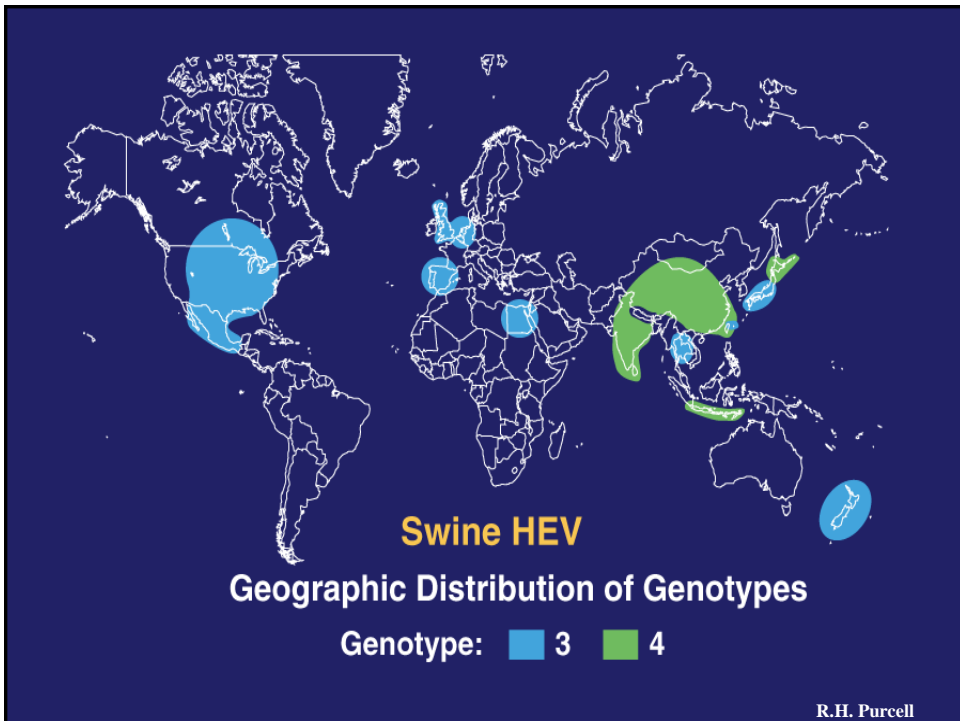 Swine HEV
Geographic Distribution of Genotypes
Genotype: 3 4
R.H. Purcell